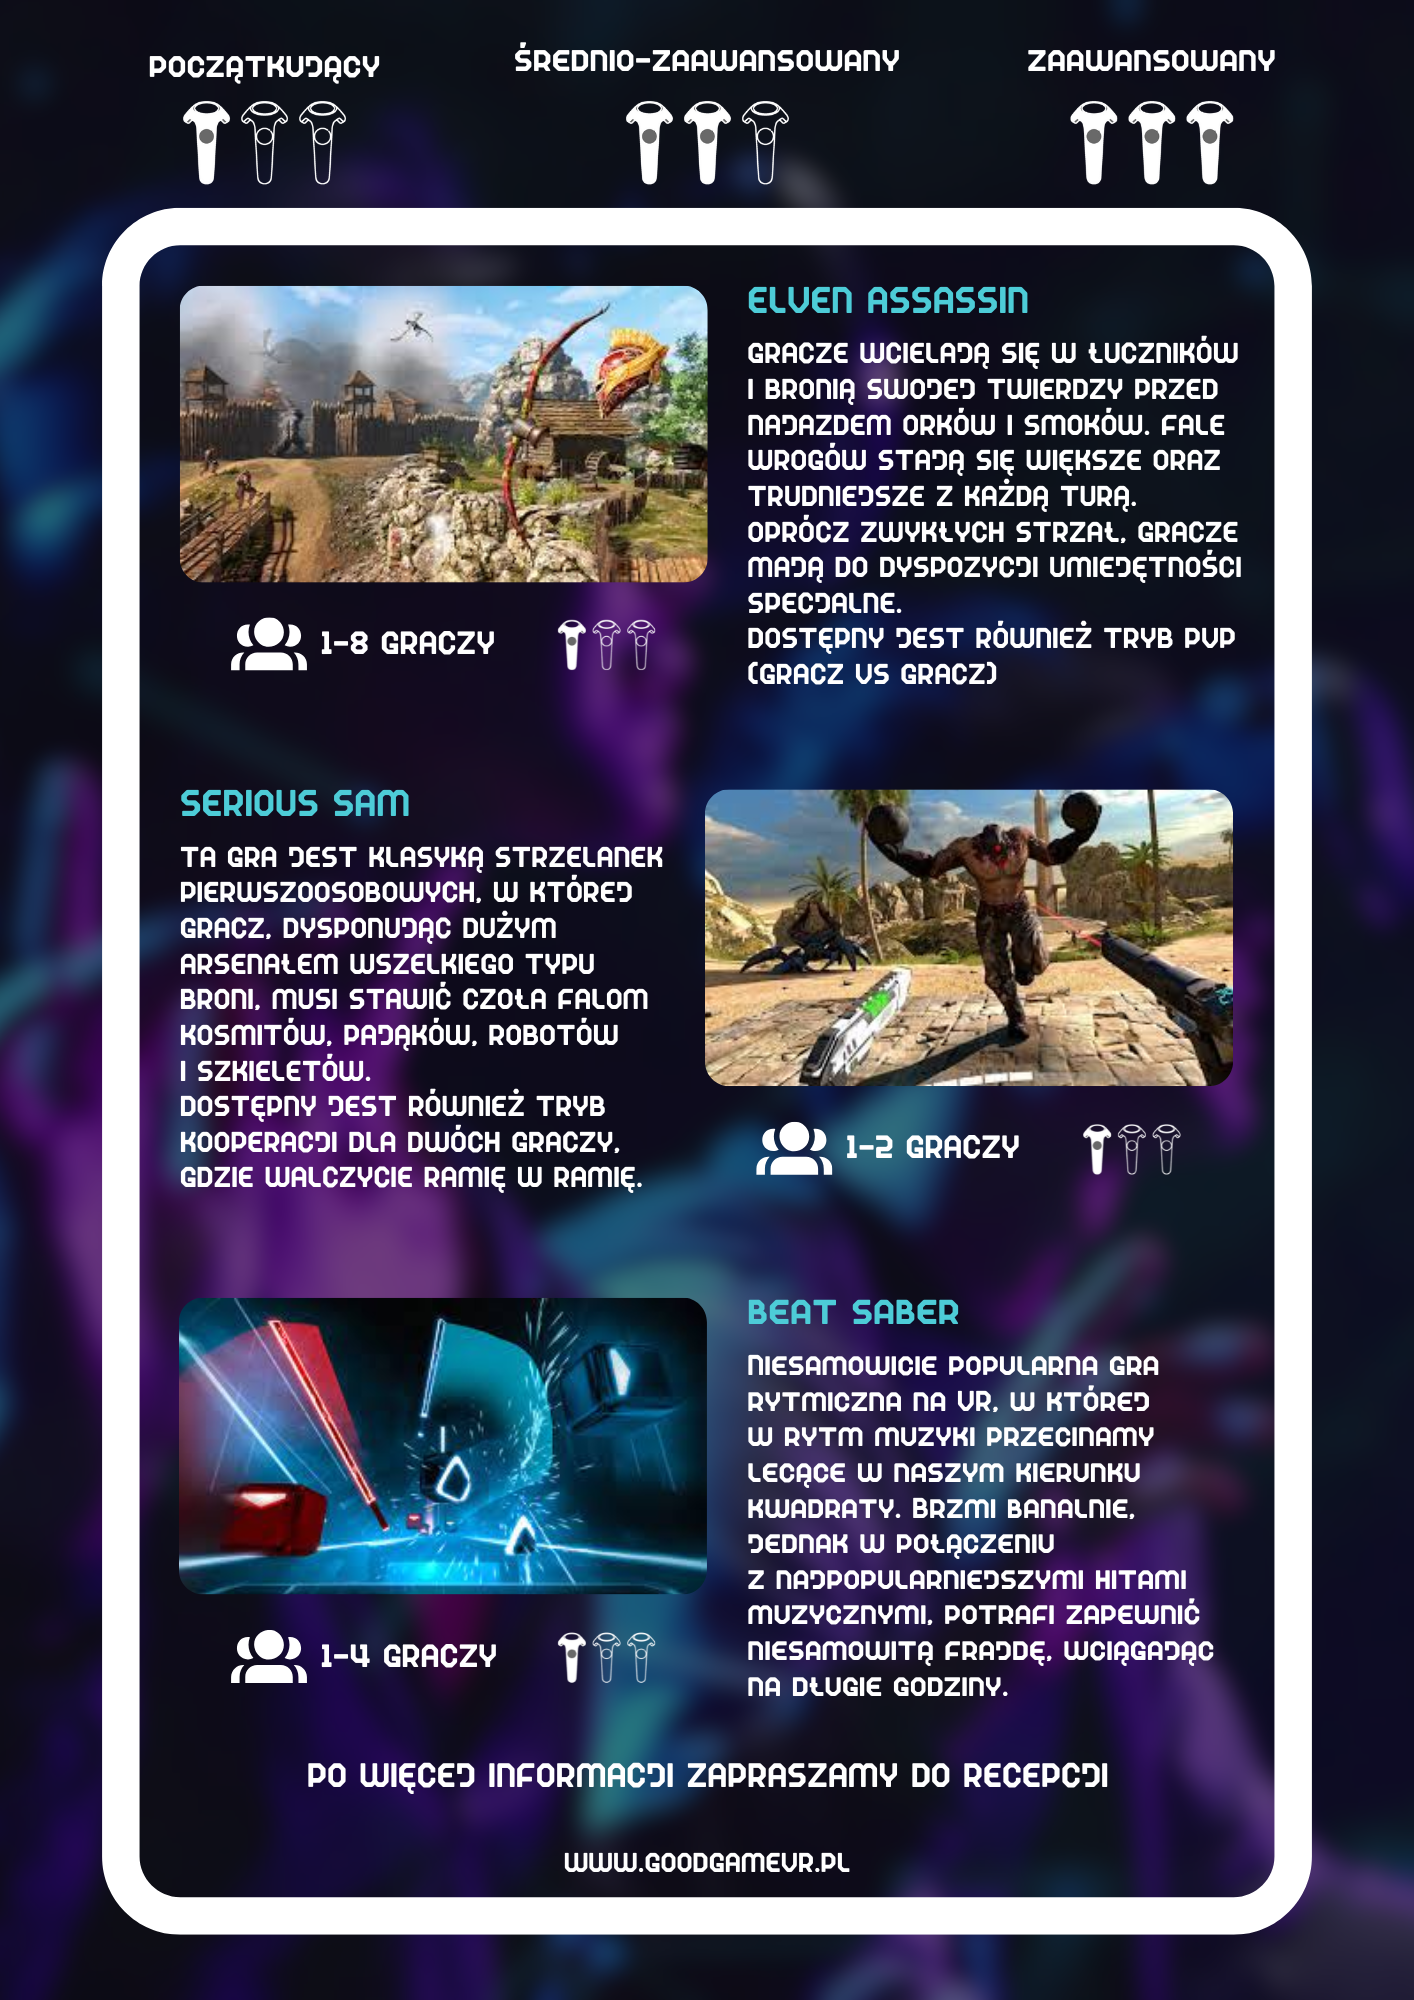 POCZĄTKUJĄCY
ŚREDNIO-ZAAWANSOWANY
ZAAWANSOWANY
ELVEN ASSASSIN
GRACZE WCIELAJĄ SIĘ W ŁUCZNIKÓW
I BRONIĄ SWOJEJ TWIERDZY PRZED
NAJAZDEM ORKÓW I SMOKÓW. FALE
WROGÓW STAJĄ SIĘ WIĘKSZE ORAZ
TRUDNIEJSZE Z KAŻDĄ TURĄ.
OPRÓCZ ZWYKŁYCH STRZAŁ, GRACZE
MAJĄ DO DYSPOZYCJI UMIEJĘTNOŚCI
SPECJALNE.
DOSTĘPNY JEST RÓWNIEŻ TRYB PVP
(GRACZ VS GRACZ)
1-8 GRACZY
SERIOUS SAM
TA GRA JEST KLASYKĄ STRZELANEK
PIERWSZOOSOBOWYCH, W KTÓREJ
GRACZ, DYSPONUJĄC DUŻYM
ARSENAŁEM WSZELKIEGO TYPU
BRONI, MUSI STAWIĆ CZOŁA FALOM
KOSMITÓW, PAJĄKÓW, ROBOTÓW
I SZKIELETÓW.
DOSTĘPNY JEST RÓWNIEŻ TRYB
KOOPERACJI DLA DWÓCH GRACZY,
GDZIE WALCZYCIE RAMIĘ W RAMIĘ.
1-2 GRACZY
BEAT SABER
NIESAMOWICIE POPULARNA GRA
RYTMICZNA NA VR, W KTÓREJ
W RYTM MUZYKI PRZECINAMY
LECĄCE W NASZYM KIERUNKU
KWADRATY. BRZMI BANALNIE,
JEDNAK W POŁĄCZENIU
Z NAJPOPULARNIEJSZYMI HITAMI
MUZYCZNYMI, POTRAFI ZAPEWNIĆ
NIESAMOWITĄ FRAJDĘ, WCIĄGAJĄC
NA DŁUGIE GODZINY.
1-4 GRACZY
PO WIĘCEJ INFORMACJI ZAPRASZAMY DO RECEPCJI
WWW.GOODGAMEVR.PL